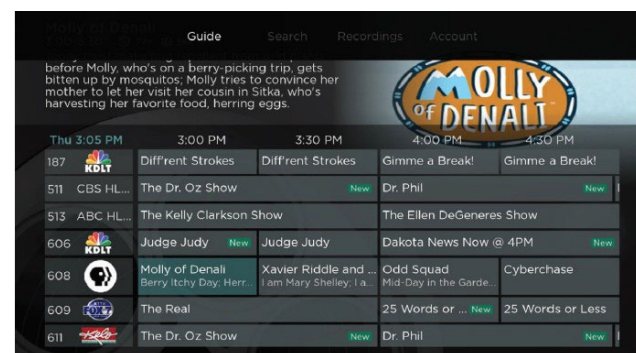 Molly of Denali
Guide Search Recordings Account
before Molly, who's on a berry-picking trip, gets
bitten up by mosquitos; Molly tries to convince her
mother to let her visit her cousin in Sitka, who's
harvesting her favorite food, herring eggs.
MOLLY
OF DENALI
Thu 3:05 PM 3:00 PM 3:30 PM 4:00 PM 4:30 PM
187 KDLT Diff'rent Strokes Diff'rent Strokes Gimme a Break! Gimme a Break!
511 CBS HL... The Dr. Oz Show New Dr. Phil New
513 ABC HL... The Kelly Clarkson Show The Ellen DeGeneres Show
606 KDLT Judge Judy New Judge Judy Dakota News Now @ 4PM New
608 Molly of Denali Xavier Riddle and ... Odd Squad Cyberchase
Berry Itchy Day; Herr... I am Mary Shelley; I a... Mid-Day in the Garde...
609 FOX The Real 25 Words or ... New 25 Words or Less
611 Kelo The Dr. Oz Show New Dr. Phil New